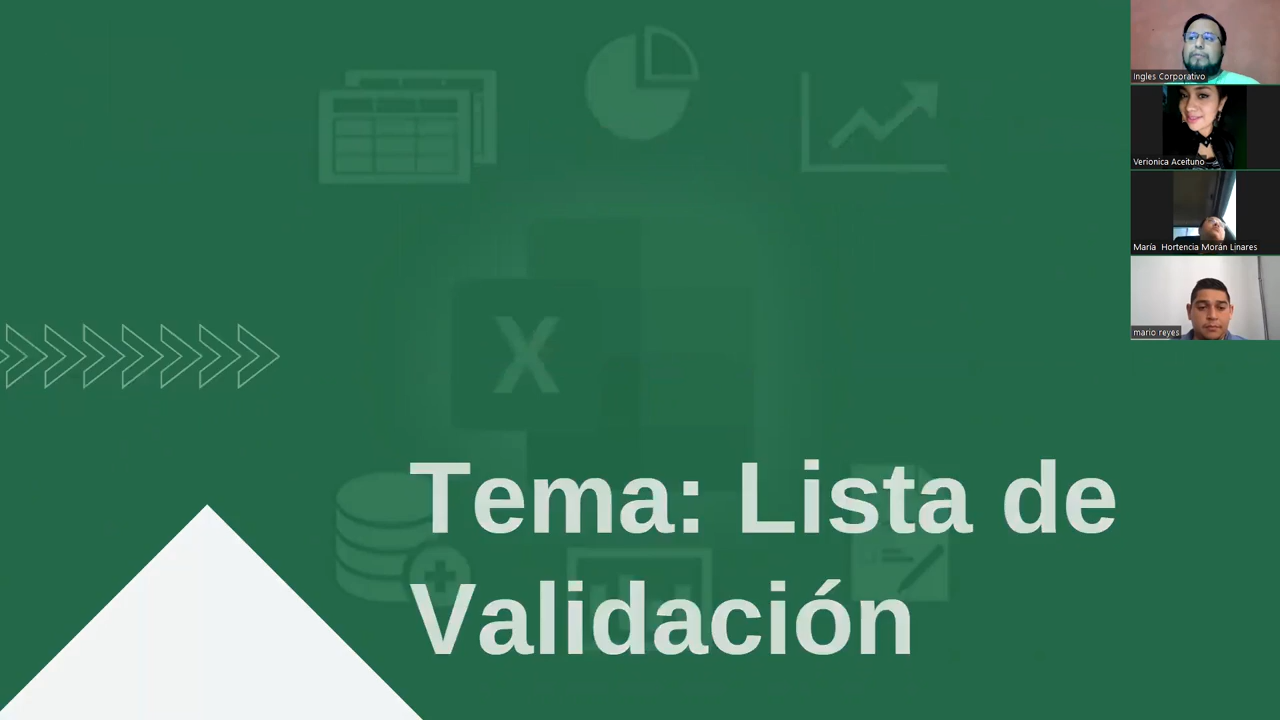 Ingles Corporativo
Verionica Aceituno
María Hortencia Morán Linares
mario reyes
X
Tema: Lista de
Validación